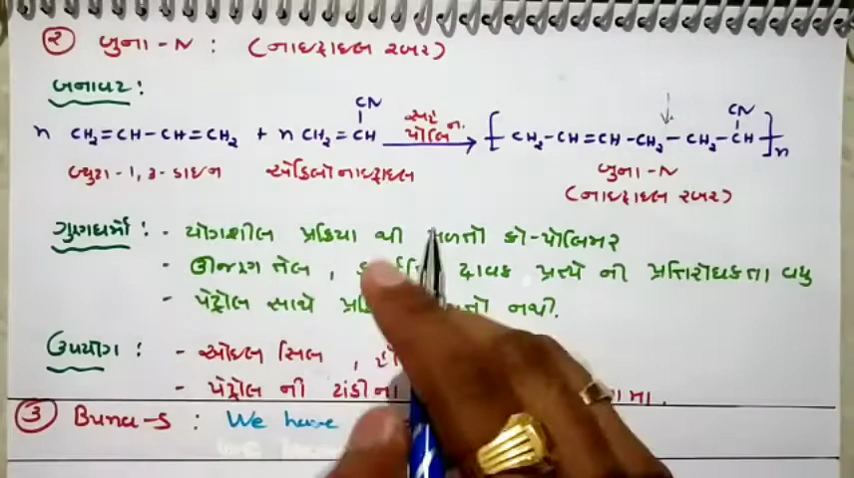 ૨ બુના-N : (નાઇટ્રાઇલ રબર)
બનાવટ :
n CH₂=CH-CH=CH₂ + n CH₂=CH(CN) → [CH₂-CH=CH-CH₂-CH₂-CH(CN)]n
બ્યુટા-1,3-ડાઇન એક્રિલોનાઇટ્રાઇલ બુના-N
(નાઇટ્રાઇલ રબર)
ગુણધર્મો : - યોગશીલ પ્રક્રિયા થી મળતો કો-પોલિમર
- ઊંજણ તેલ , દ્રાવક પ્રત્યે ની પ્રતિરોધકતા વધુ
- પેટ્રોલ સાથે નથી.
ઉપયોગ : - ઓઇલ સિલ ,
- પેટ્રોલ ની ટાંકીના
૩ Buna-S : We have